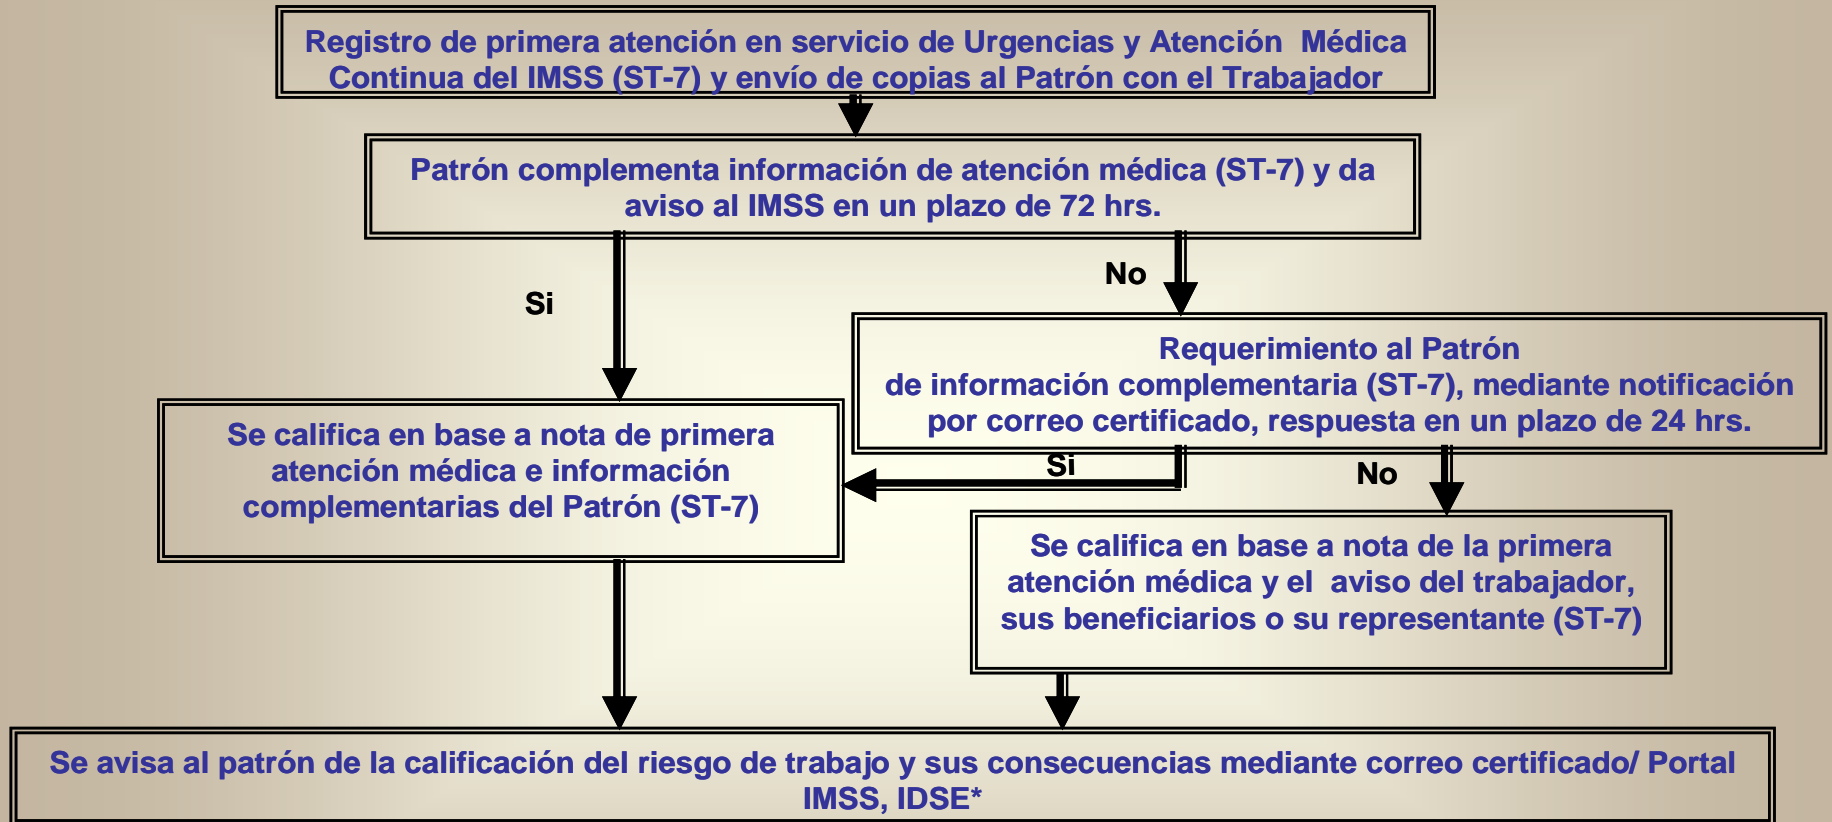 Registro de primera atención en servicio de Urgencias y Atención  Médica
Continua del IMSS (ST-7) y envío de copias al Patrón con el Trabajador
Patrón complementa información de atención médica (ST-7) y da
aviso al IMSS en un plazo de 72 hrs.
Si
No
Requerimiento al Patrón
de información complementaria (ST-7), mediante notificación
por correo certificado, respuesta en un plazo de 24 hrs.
Se califica en base a nota de primera
atención médica e información
complementarias del Patrón (ST-7)
Si
No
Se califica en base a nota de la primera
atención médica y el  aviso del trabajador,
sus beneficiarios o su representante (ST-7)
Se avisa al patrón de la calificación del riesgo de trabajo y sus consecuencias mediante correo certificado/ Portal
IMSS, IDSE*